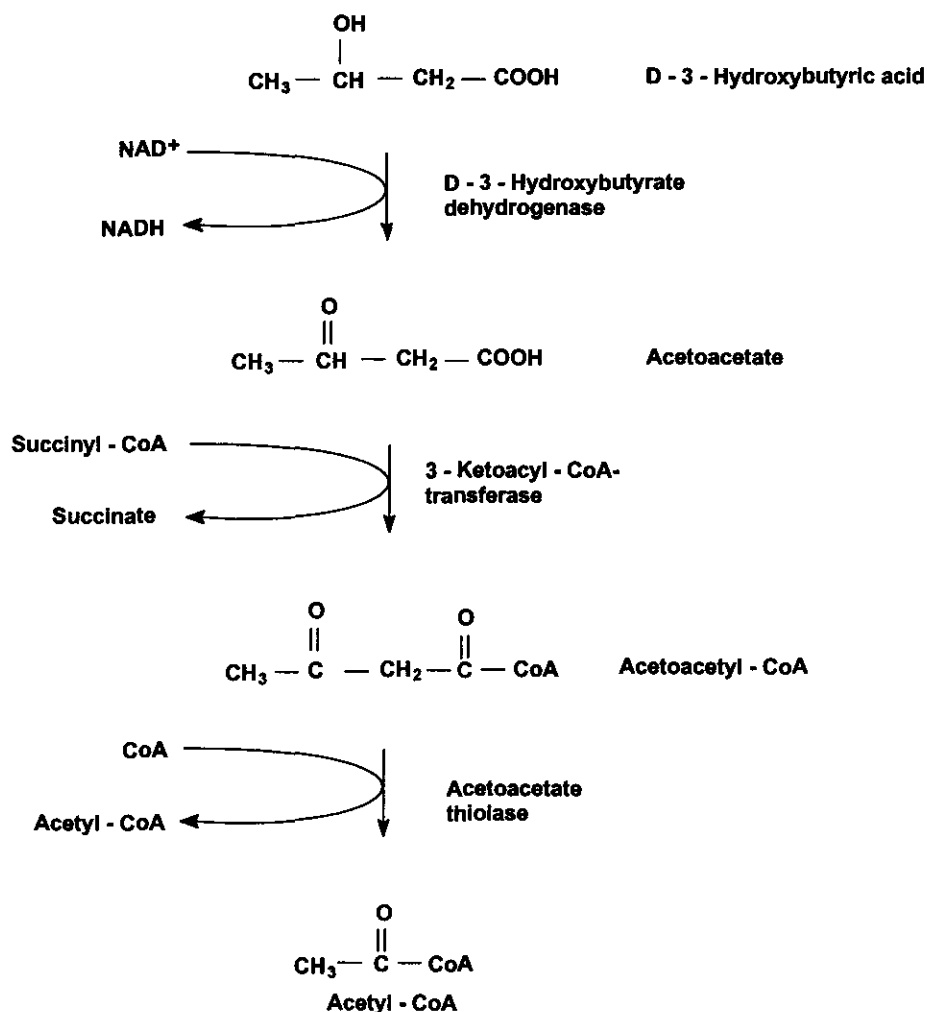 OH
CH₃ — CH — CH₂ — COOH D - 3 - Hydroxybutyric acid
NAD⁺
D - 3 - Hydroxybutyrate
dehydrogenase
NADH
O
CH₃ — CH — CH₂ — COOH Acetoacetate
Succinyl - CoA
3 - Ketoacyl - CoA-
transferase
Succinate
O O
CH₃ — C — CH₂ — C — CoA Acetoacetyl - CoA
CoA
Acetoacetate
thiolase
Acetyl - CoA
O
CH₃ — C — CoA
Acetyl - CoA